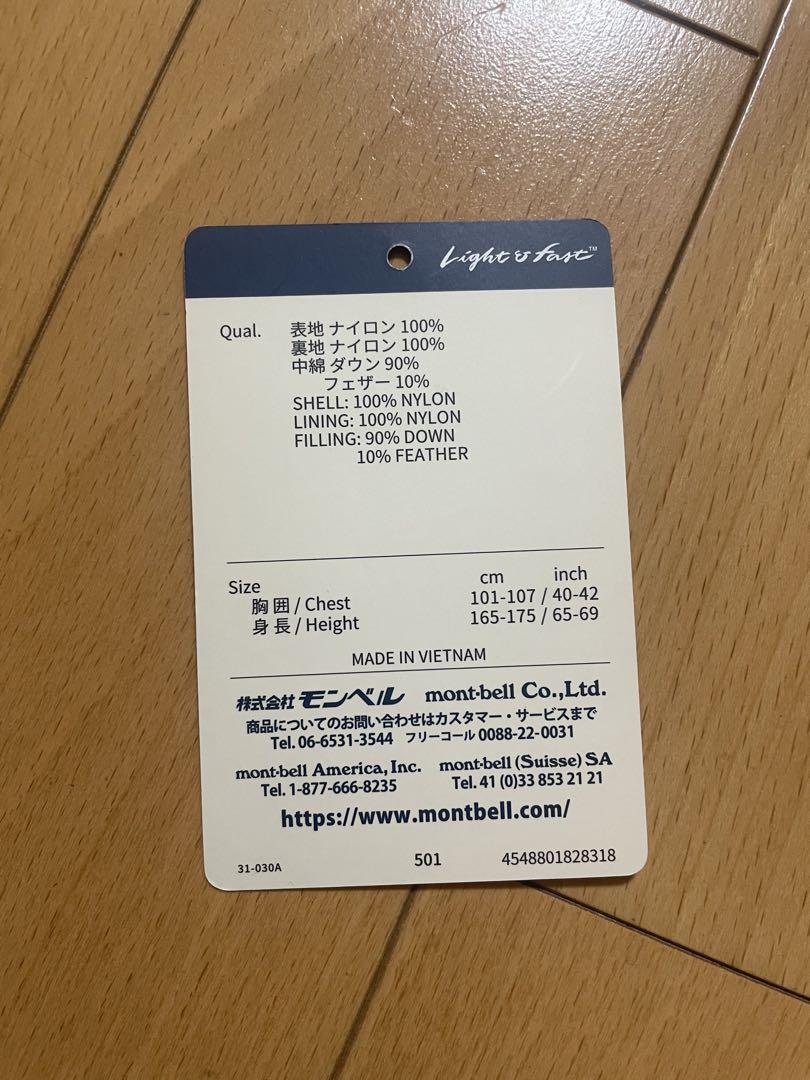 Light & fast™
Qual. 表地 ナイロン 100%
裏地 ナイロン 100%
中綿 ダウン 90%
フェザー 10%
SHELL: 100% NYLON
LINING: 100% NYLON
FILLING: 90% DOWN
10% FEATHER
Size cm inch
胸囲 / Chest 101-107 / 40-42
身長 / Height 165-175 / 65-69
MADE IN VIETNAM
株式会社 モンベル mont-bell Co.,Ltd.
商品についてのお問い合わせはカスタマー・サービスまで
Tel. 06-6531-3544 フリーコール 0088-22-0031
mont-bell America, Inc. mont-bell (Suisse) SA
Tel. 1-877-666-8235 Tel. 41 (0)33 853 21 21
https://www.montbell.com/
31-030A 501 4548801828318